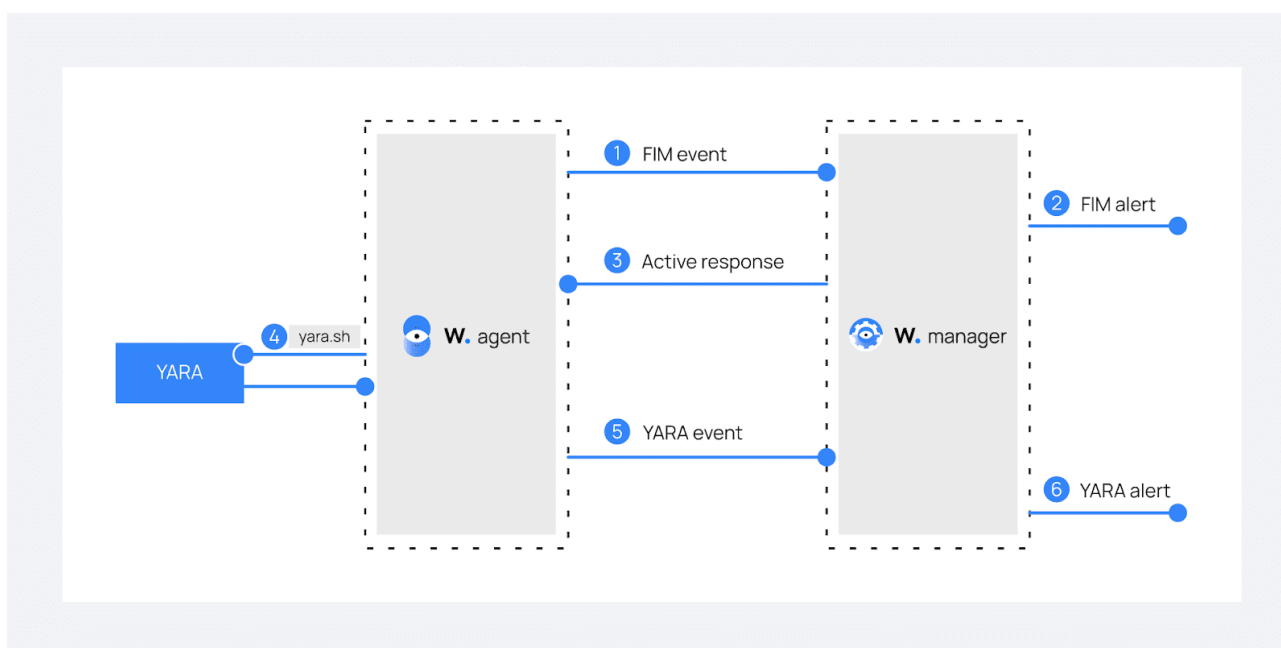 1 FIM event
2 FIM alert
3 Active response
4 yara.sh
W. agent
W. manager
YARA
5 YARA event
6 YARA alert